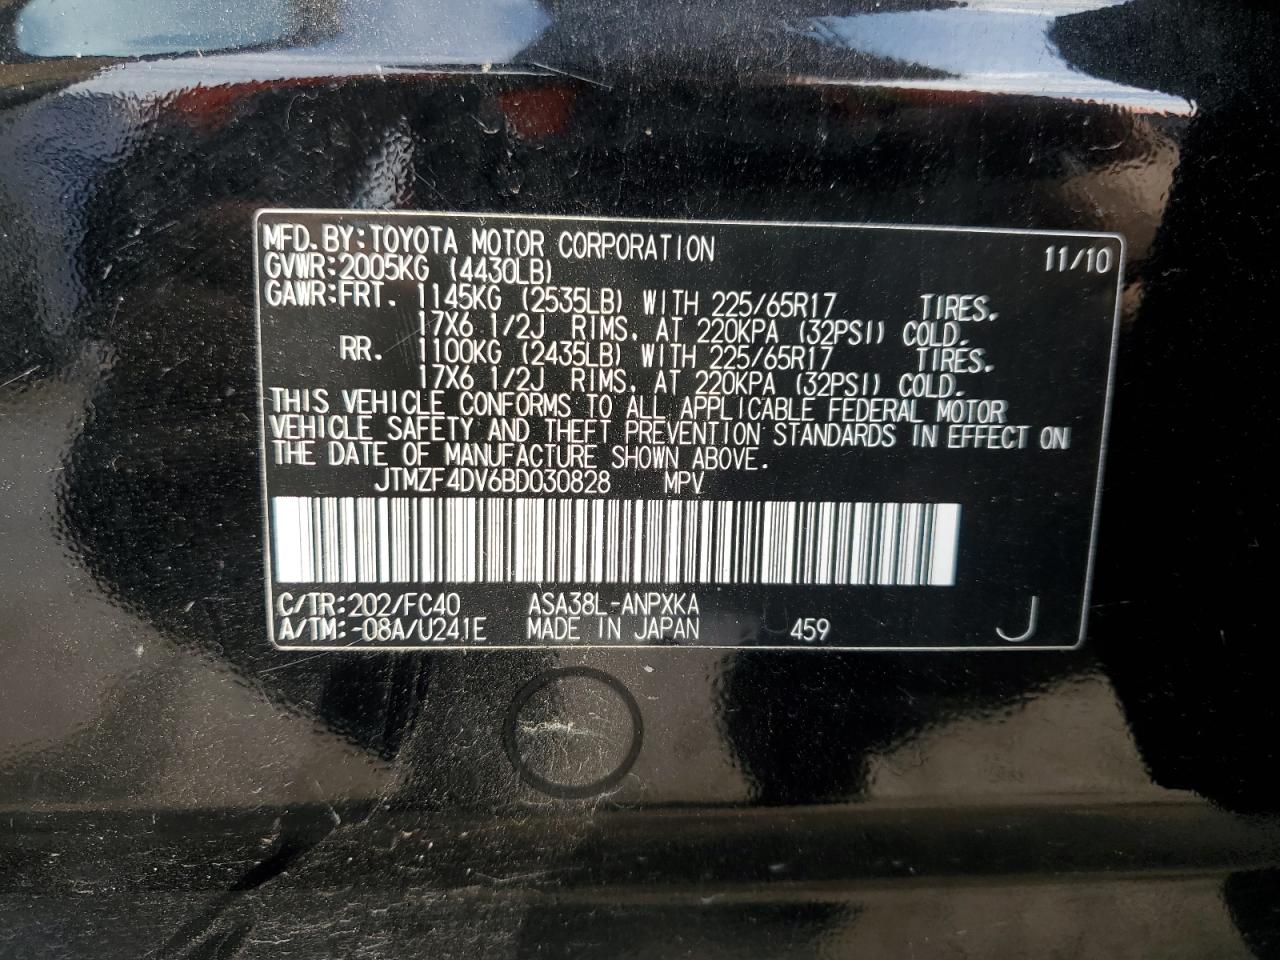 MFD. BY:TOYOTA MOTOR CORPORATION 11/10
GVWR:2005KG (4430LB)
GAWR:FRT. 1145KG (2535LB) WITH 225/65R17 TIRES.
17X6 1/2J RIMS, AT 220KPA (32PSI) COLD.
RR. 1100KG (2435LB) WITH 225/65R17 TIRES.
17X6 1/2J RIMS, AT 220KPA (32PSI) COLD.
THIS VEHICLE CONFORMS TO ALL APPLICABLE FEDERAL MOTOR
VEHICLE SAFETY AND THEFT PREVENTION STANDARDS IN EFFECT ON
THE DATE OF MANUFACTURE SHOWN ABOVE.
JTMZF4DV6BD030828 MPV
C/TR:202/FC40 ASA38L-ANPXKA
A/TM:-08A/U241E MADE IN JAPAN 459 J